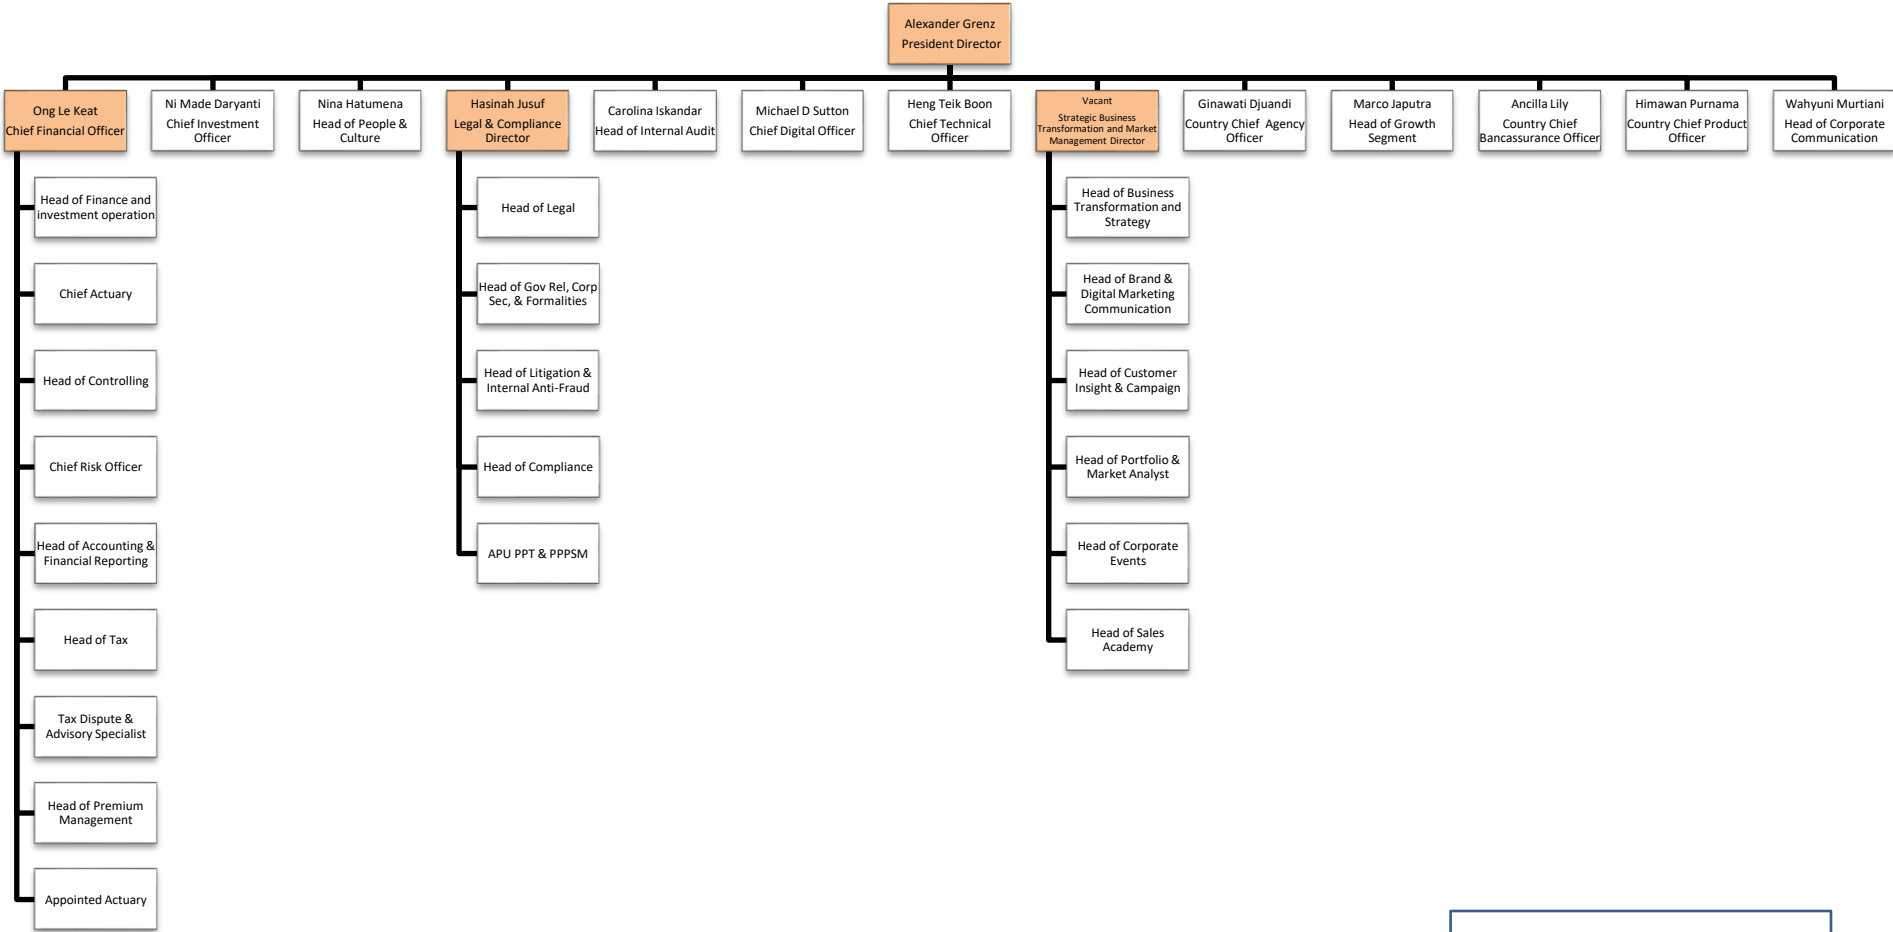 Alexander Grenz
President Director
Ong Le Keat
Chief Financial Officer
Ni Made Daryanti
Chief Investment
Officer
Nina Hatumena
Head of People &
Culture
Hasinah Jusuf
Legal & Compliance
Director
Carolina Iskandar
Head of Internal Audit
Michael D Sutton
Chief Digital Officer
Heng Teik Boon
Chief Technical
Officer
Vacant
Strategic Business
Transformation and Market
Management Director
Ginawati Djuandi
Country Chief  Agency
Officer
Marco Japutra
Head of Growth
Segment
Ancilla Lily
Country Chief
Bancassurance Officer
Himawan Purnama
Country Chief Product
Officer
Wahyuni Murtiani
Head of Corporate
Communication
Head of Finance and
investment operation
Chief Actuary
Head of Controlling
Chief Risk Officer
Head of Accounting &
Financial Reporting
Head of Tax
Tax Dispute &
Advisory Specialist
Head of Premium
Management
Appointed Actuary
Head of Legal
Head of Gov Rel, Corp
Sec, & Formalities
Head of Litigation &
Internal Anti-Fraud
Head of Compliance
APU PPT & PPPSM
Head of Business
Transformation and
Strategy
Head of Brand &
Digital Marketing
Communication
Head of Customer
Insight & Campaign
Head of Portfolio &
Market Analyst
Head of Corporate
Events
Head of Sales
Academy